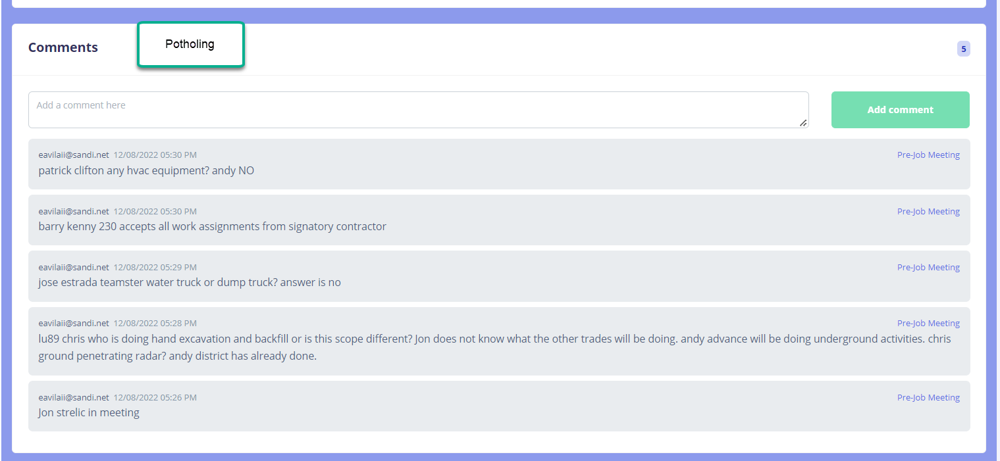 Comments
Potholing
5
Add a comment here
Add comment
eavilaii@sandi.net 12/08/2022 05:30 PM
Pre-Job Meeting
patrick clifton any hvac equipment? andy NO
eavilaii@sandi.net 12/08/2022 05:30 PM
Pre-Job Meeting
barry kenny 230 accepts all work assignments from signatory contractor
eavilaii@sandi.net 12/08/2022 05:29 PM
Pre-Job Meeting
jose estrada teamster water truck or dump truck? answer is no
eavilaii@sandi.net 12/08/2022 05:28 PM
Pre-Job Meeting
lu89 chris who is doing hand excavation and backfill or is this scope different? Jon does not know what the other trades will be doing. andy advance will be doing underground activities. chris
ground penetrating radar? andy district has already done.
eavilaii@sandi.net 12/08/2022 05:26 PM
Pre-Job Meeting
Jon strelic in meeting